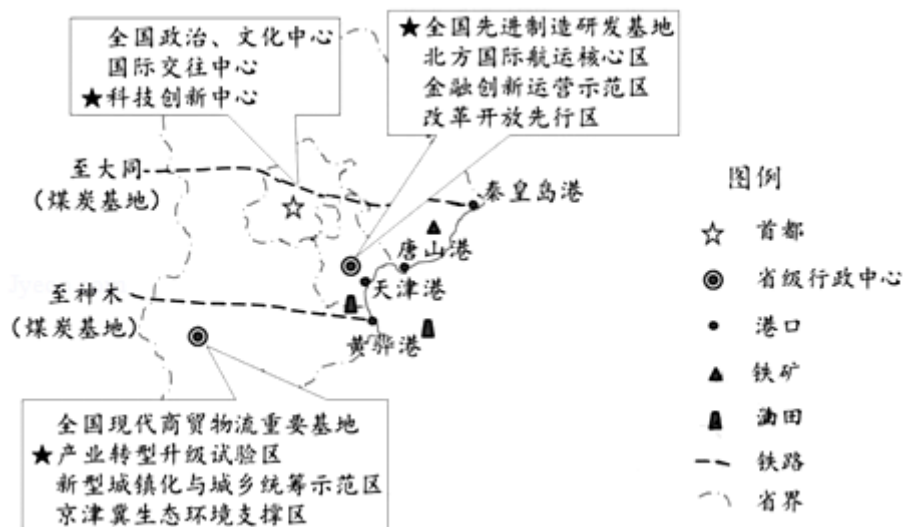 全国政治、文化中心
国际交往中心
★科技创新中心
★全国先进制造研发基地
北方国际航运核心区
金融创新运营示范区
改革开放先行区
至大同
(煤炭基地)
秦皇岛港
唐山港
天津港
至神木
(煤炭基地)
黄骅港
全国现代商贸物流重要基地
★产业转型升级试验区
新型城镇化与城乡统筹示范区
京津冀生态环境支撑区
图例
首都
省级行政中心
港口
铁矿
油田
铁路
省界